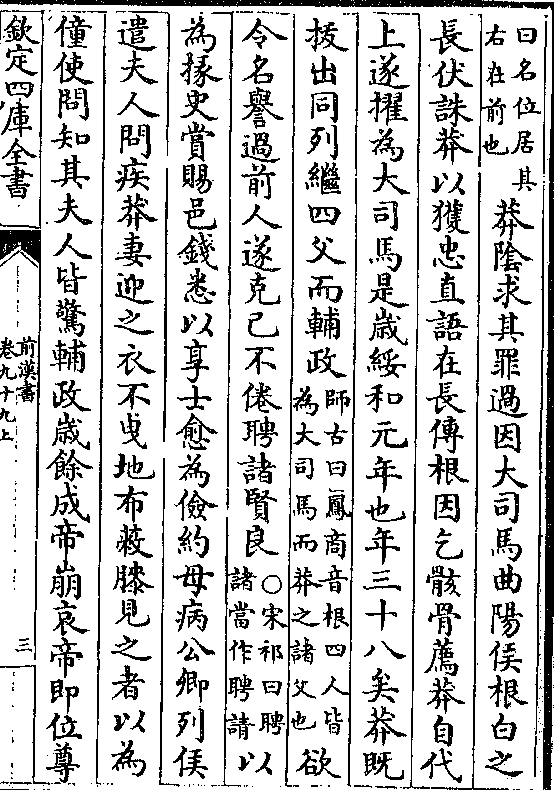 曰名位居其
右在前也
莽陰求其罪過因大司馬曲陽侯根白之
長伏誅莽以獲忠直語在長傳根因乞骸骨薦莽自代
上遂擢為大司馬是歲綏和元年也年三十八矣莽既
拔出同列繼四父而輔政
師古曰鳳商音根四人皆
為大司馬而莽之諸父也
欲
令名譽過前人遂克己不倦聘諸賢良
○宋祁曰聘
諸當作聘請
以
為掾史賞賜邑錢悉以享士愈為儉約母病公卿列侯
遣夫人問疾莽妻迎之衣不曳地布蔽膝見之者以為
僮使問知其夫人皆驚輔政歲餘成帝崩哀帝即位尊
欽定四庫全書
前漢書
卷九十九上
三